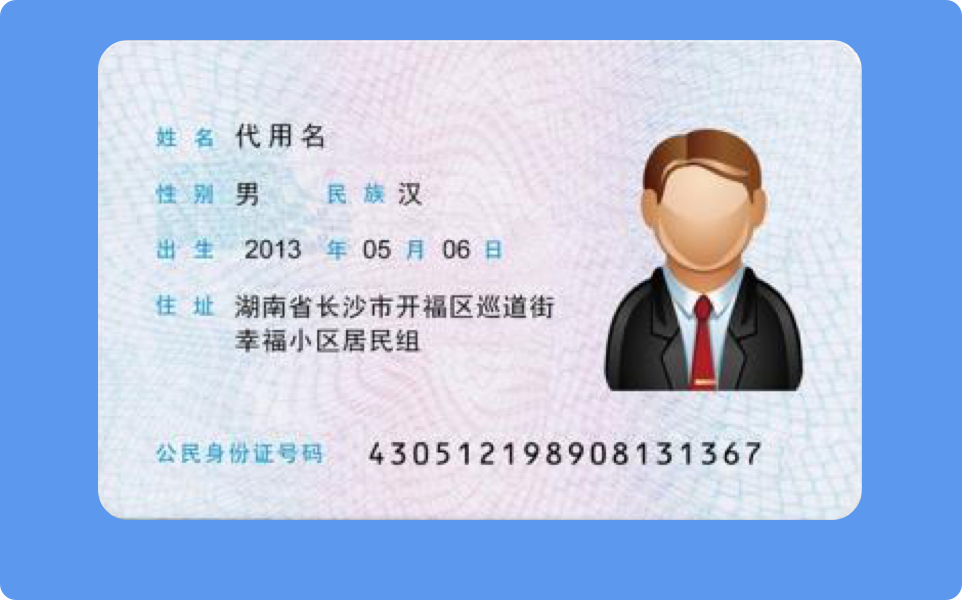 姓名 代用名
性别 男 民族 汉
出生 2013 年 05 月 06 日
住址 湖南省长沙市开福区巡道街
幸福小区居民组
公民身份证号码 430512198908131367